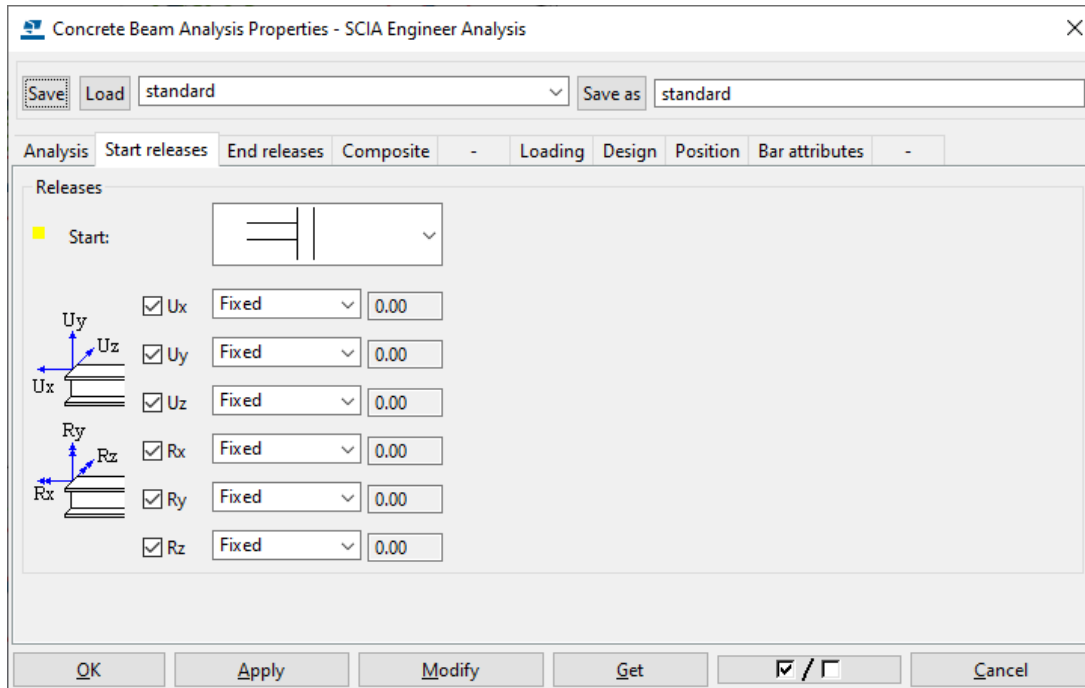 Concrete Beam Analysis Properties - SCIA Engineer Analysis
Save Load standard Save as standard
Analysis Start releases End releases Composite - Loading Design Position Bar attributes -
Releases
Start:
Ux Fixed 0.00
Uy Fixed 0.00
Uz Fixed 0.00
Rx Fixed 0.00
Ry Fixed 0.00
Rz Fixed 0.00
Uy
Uz
Ux
Ry
Rz
Rx
OK Apply Modify Get / Cancel